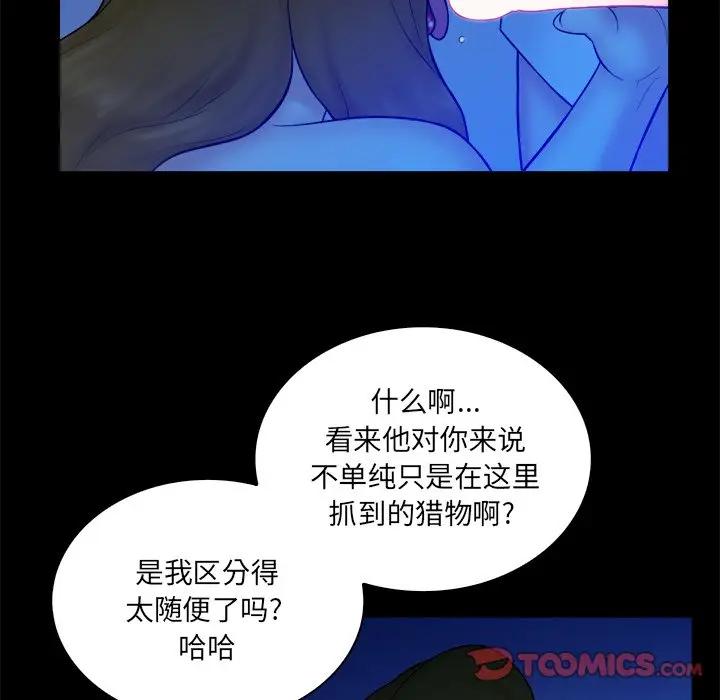 什么啊...
看来他对你来说
不单纯只是在这里
抓到的猎物啊?
是我区分得
太随便了吗?
哈哈
TOOMICS.COM